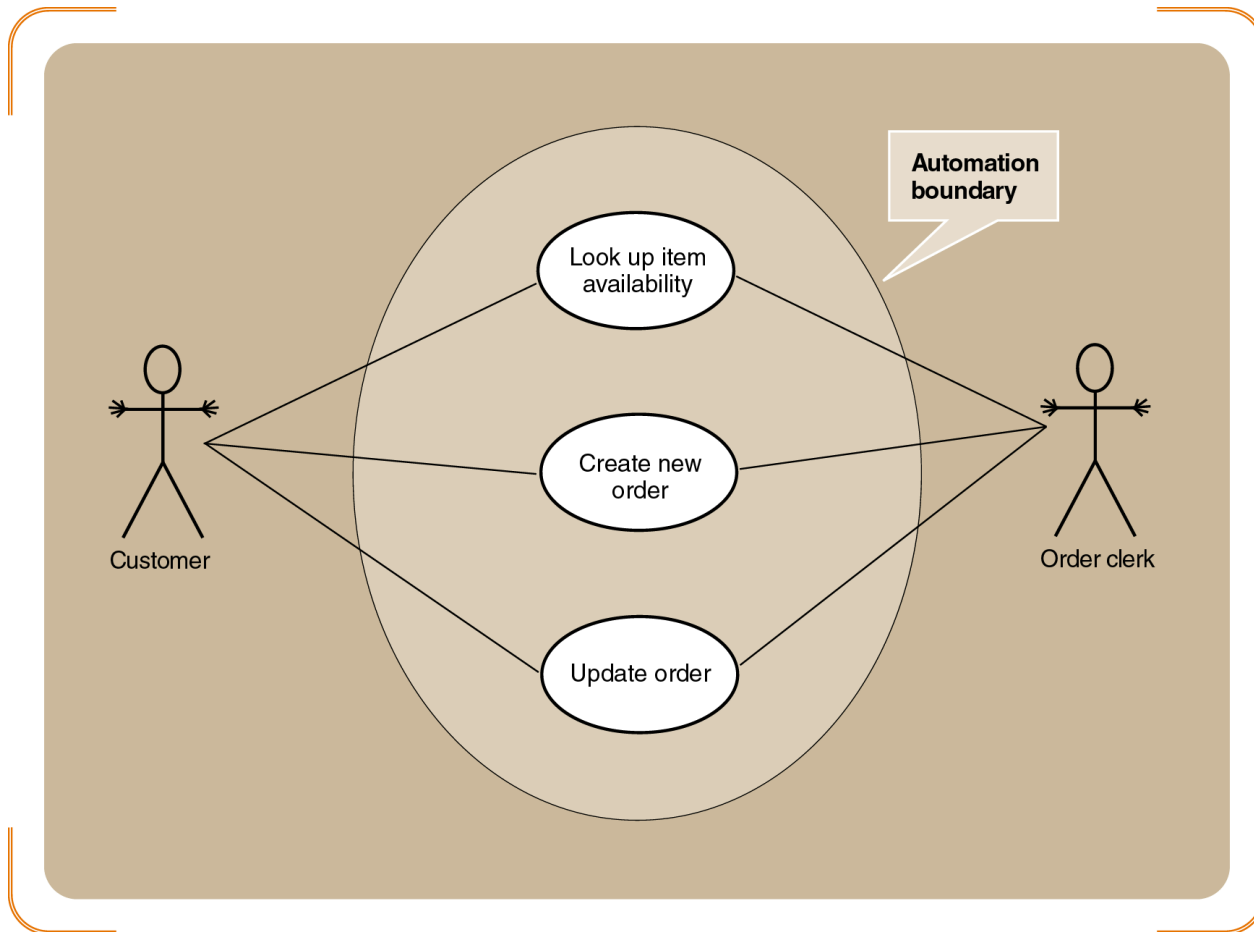 Automation
boundary
Look up item
availability
Create new
order
Customer
Order clerk
Update order